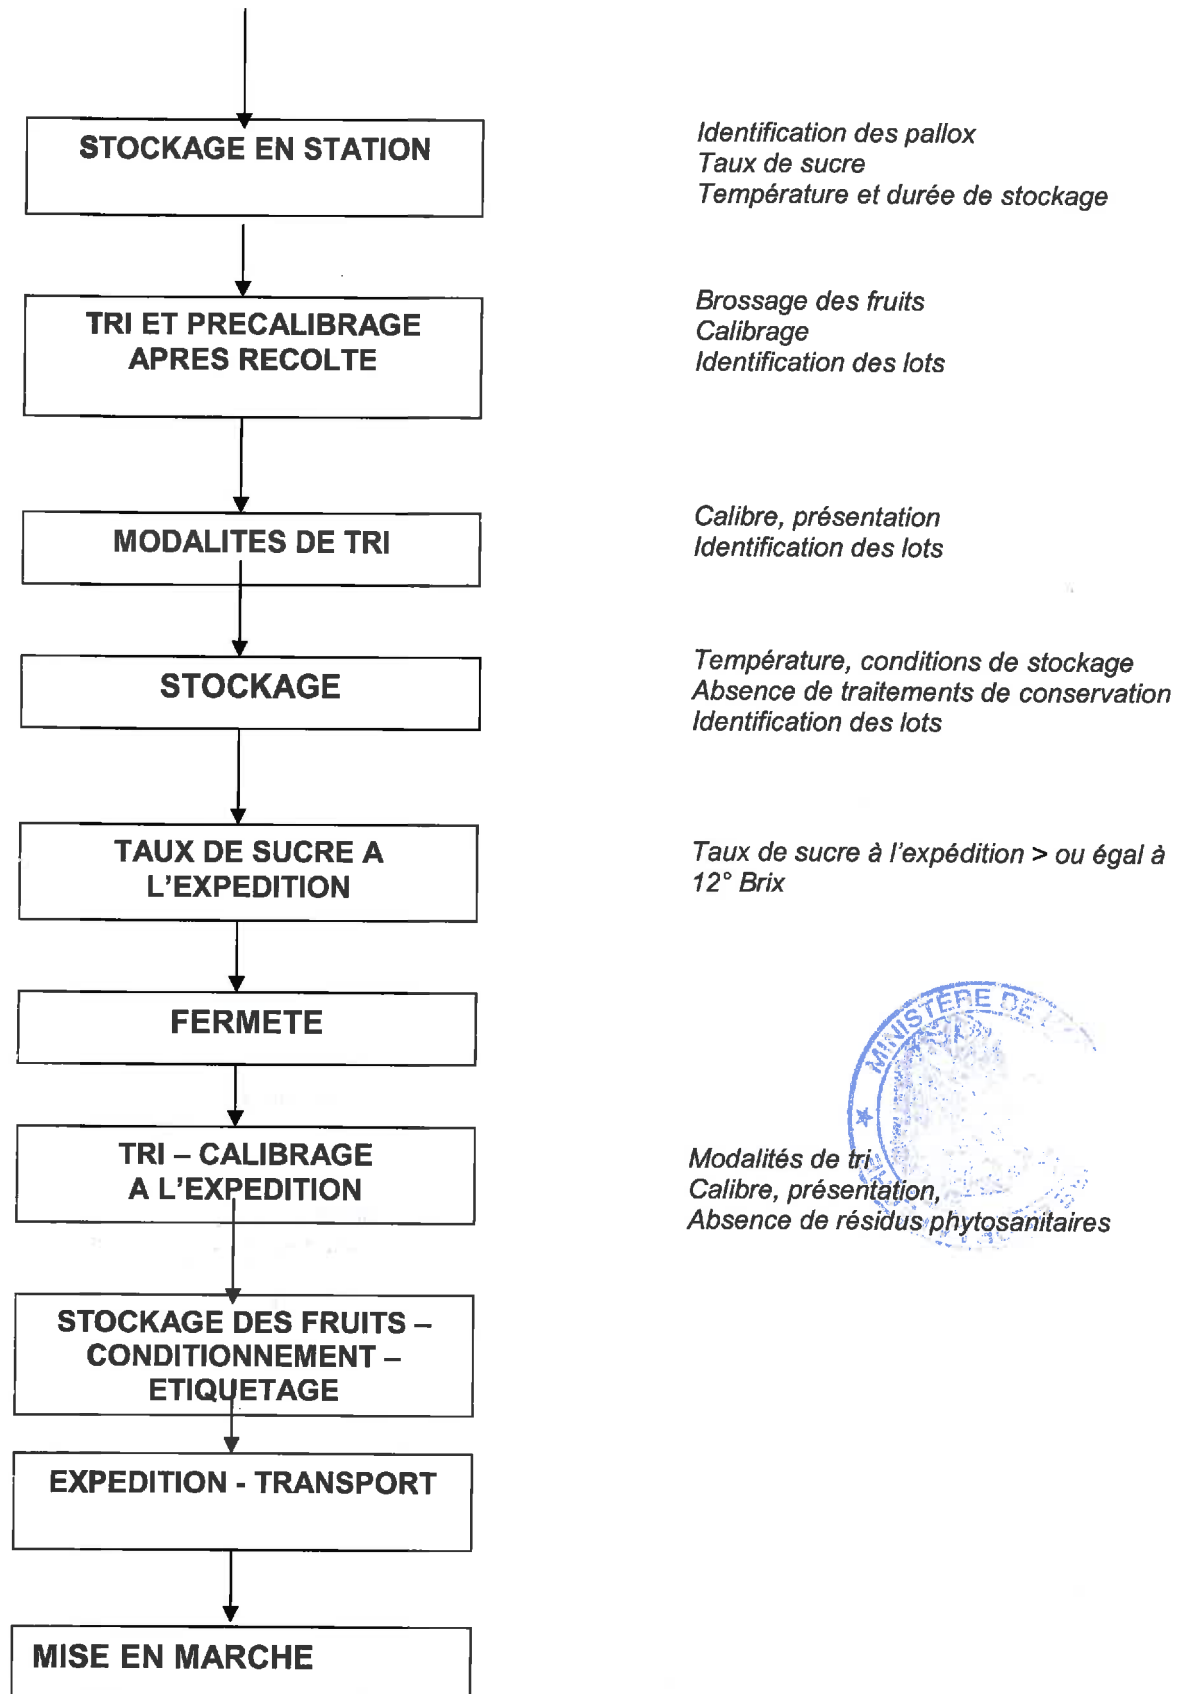 STOCKAGE EN STATION
Identification des pallox
Taux de sucre
Température et durée de stockage
TRI ET PRECALIBRAGE
APRES RECOLTE
Brossage des fruits
Calibrage
Identification des lots
MODALITES DE TRI
Calibre, présentation
Identification des lots
STOCKAGE
Température, conditions de stockage
Absence de traitements de conservation
Identification des lots
TAUX DE SUCRE A
L'EXPEDITION
Taux de sucre à l'expédition > ou égal à
12° Brix
FERMETE
MINISTÈRE DE
TRI – CALIBRAGE
A L'EXPEDITION
Modalités de tri
Calibre, présentation,
Absence de résidus phytosanitaires
STOCKAGE DES FRUITS –
CONDITIONNEMENT –
ETIQUETAGE
EXPEDITION - TRANSPORT
MISE EN MARCHE